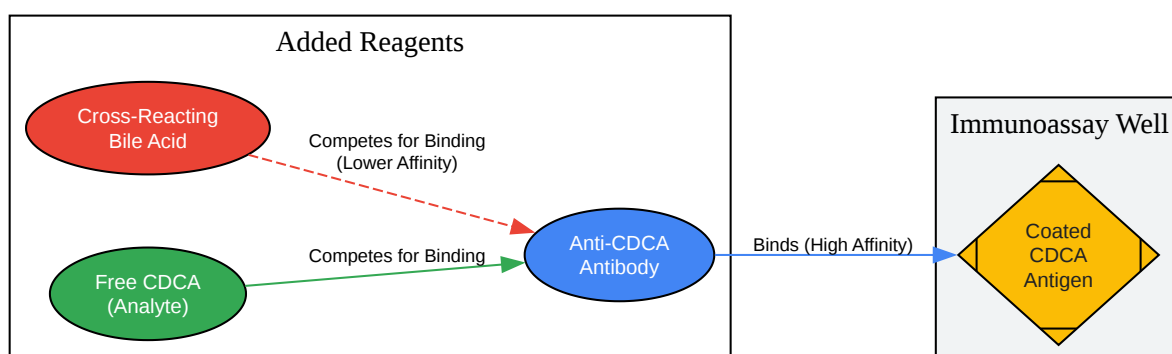 Added Reagents
Cross-Reacting
Bile Acid
Competes for Binding
(Lower Affinity)
Free CDCA
(Analyte)
Competes for Binding
Anti-CDCA
Antibody
Binds (High Affinity)
Immunoassay Well
Coated
CDCA
Antigen